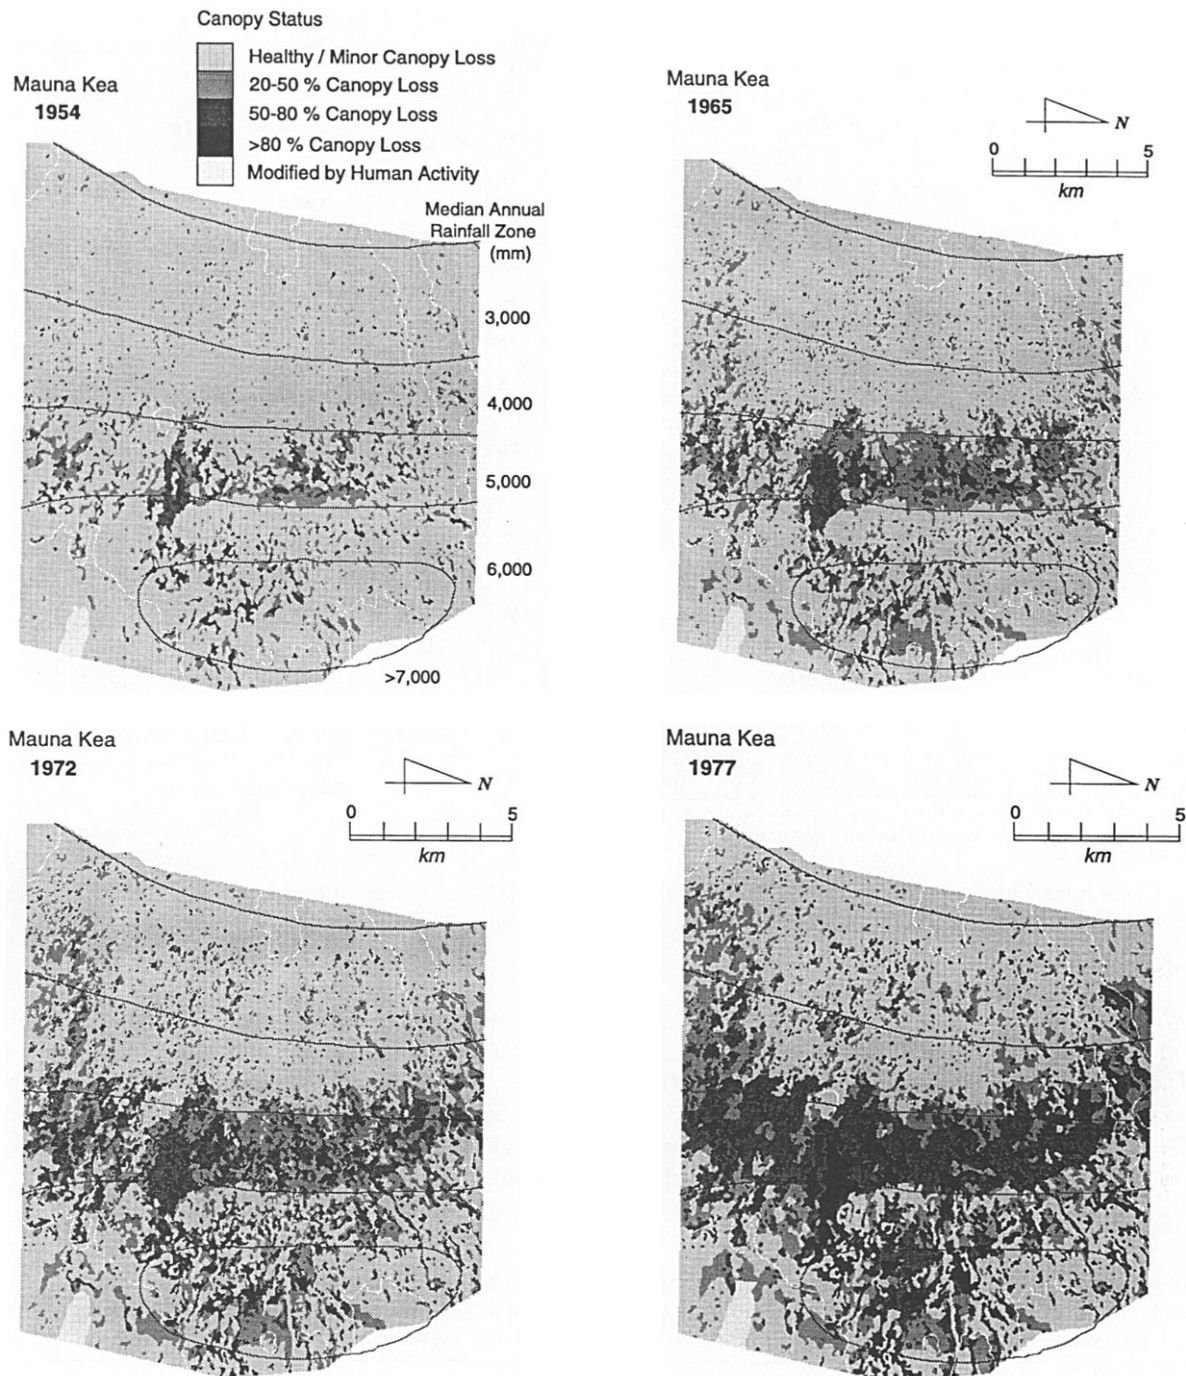 Canopy Status
Healthy / Minor Canopy Loss
20-50 % Canopy Loss
50-80 % Canopy Loss
>80 % Canopy Loss
Modified by Human Activity
Mauna Kea
1954
Median Annual
Rainfall Zone
(mm)
3,000
4,000
5,000
6,000
>7,000
Mauna Kea
1965
N
0 5
km
Mauna Kea
1972
N
0 5
km
Mauna Kea
1977
N
0 5
km